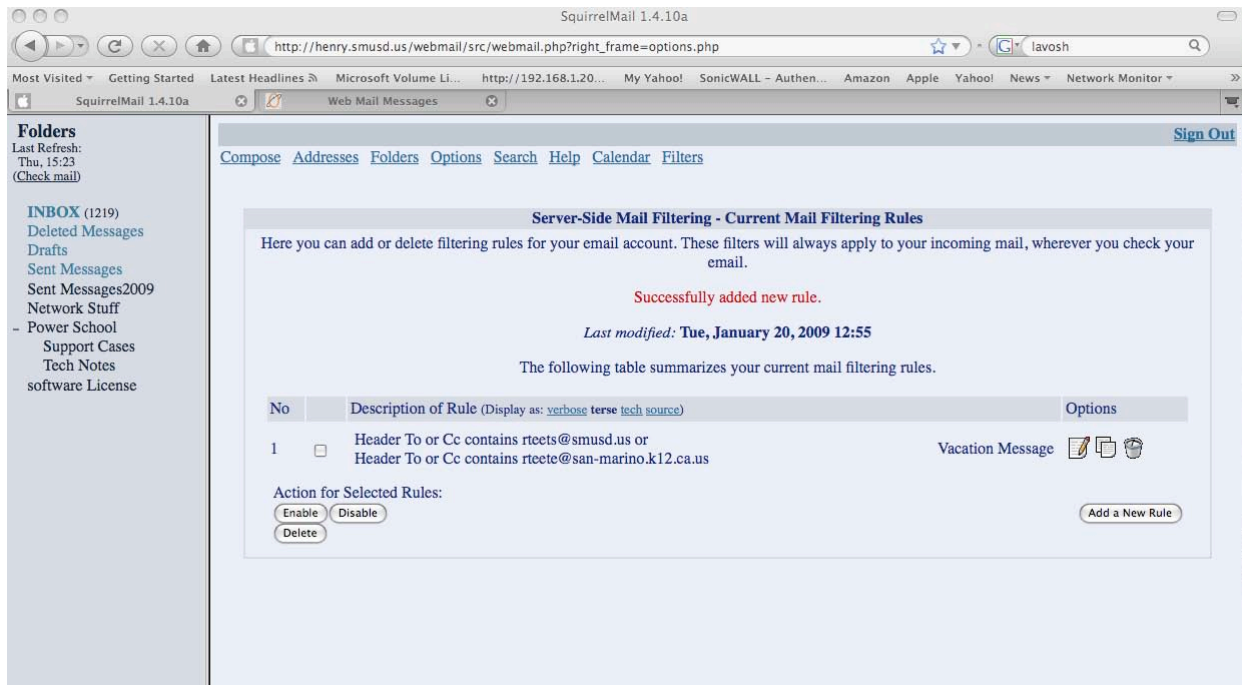 SquirrelMail 1.4.10a
http://henry.smusd.us/webmail/src/webmail.php?right_frame=options.php
lavosh
Most Visited Getting Started Latest Headlines Microsoft Volume Li... http://192.168.1.20... My Yahoo! SonicWALL - Authen... Amazon Apple Yahoo! News Network Monitor »
SquirrelMail 1.4.10a Web Mail Messages
Folders
Last Refresh:
Thu, 15:23
(Check mail)
INBOX (1219)
Deleted Messages
Drafts
Sent Messages
Sent Messages2009
Network Stuff
– Power School
Support Cases
Tech Notes
software License
Sign Out
Compose Addresses Folders Options Search Help Calendar Filters
Server-Side Mail Filtering - Current Mail Filtering Rules
Here you can add or delete filtering rules for your email account. These filters will always apply to your incoming mail, wherever you check your
email.
Successfully added new rule.
Last modified: Tue, January 20, 2009 12:55
The following table summarizes your current mail filtering rules.
No Description of Rule (Display as: verbose terse tech source) Options
1 Header To or Cc contains rteets@smusd.us or
Header To or Cc contains rteete@san-marino.k12.ca.us
Vacation Message
Action for Selected Rules:
Enable Disable
Delete
Add a New Rule